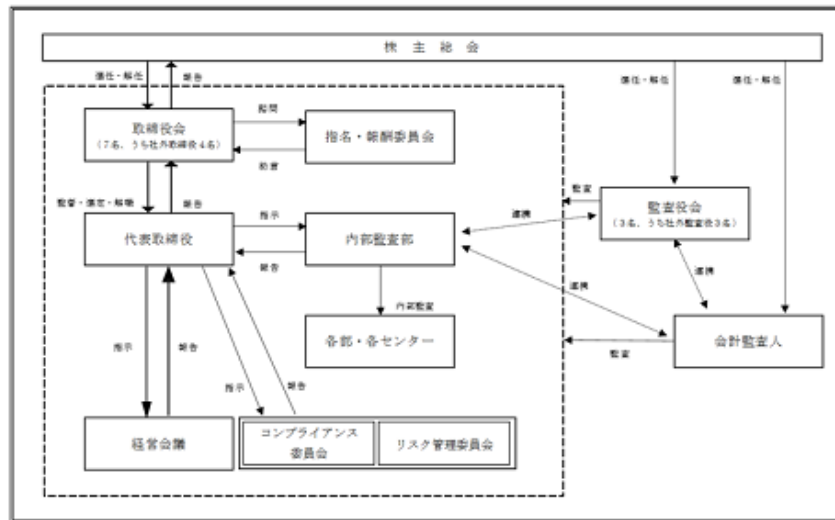 株主総会
選任・解任
報告
選任・解任
選任・解任
取締役会
（7名、うち社外取締役4名）
諮問
指名・報酬委員会
助言
監査
監査役会
（3名、うち社外監査役3名）
監督・選定・解職
報告
連携
代表取締役
指示
内部監査部
報告
連携
連携
内部監査
各部・各センター
会計監査人
監査
指示
報告
指示
報告
経営会議
コンプライアンス
委員会
リスク管理委員会